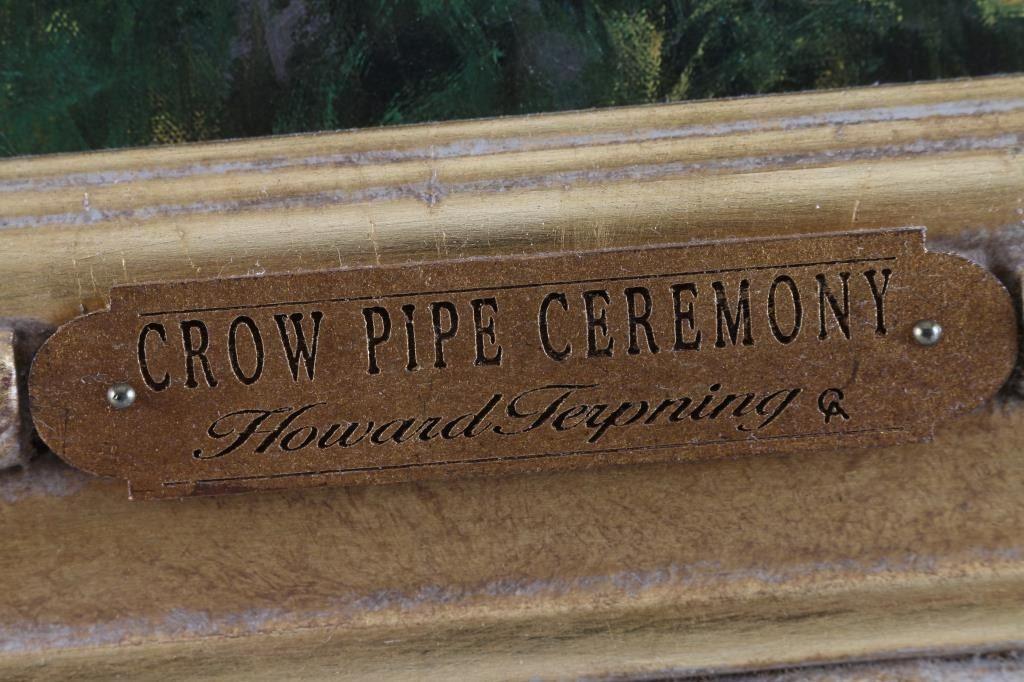 CROW PIPE CEREMONY
Howard Terpning CA